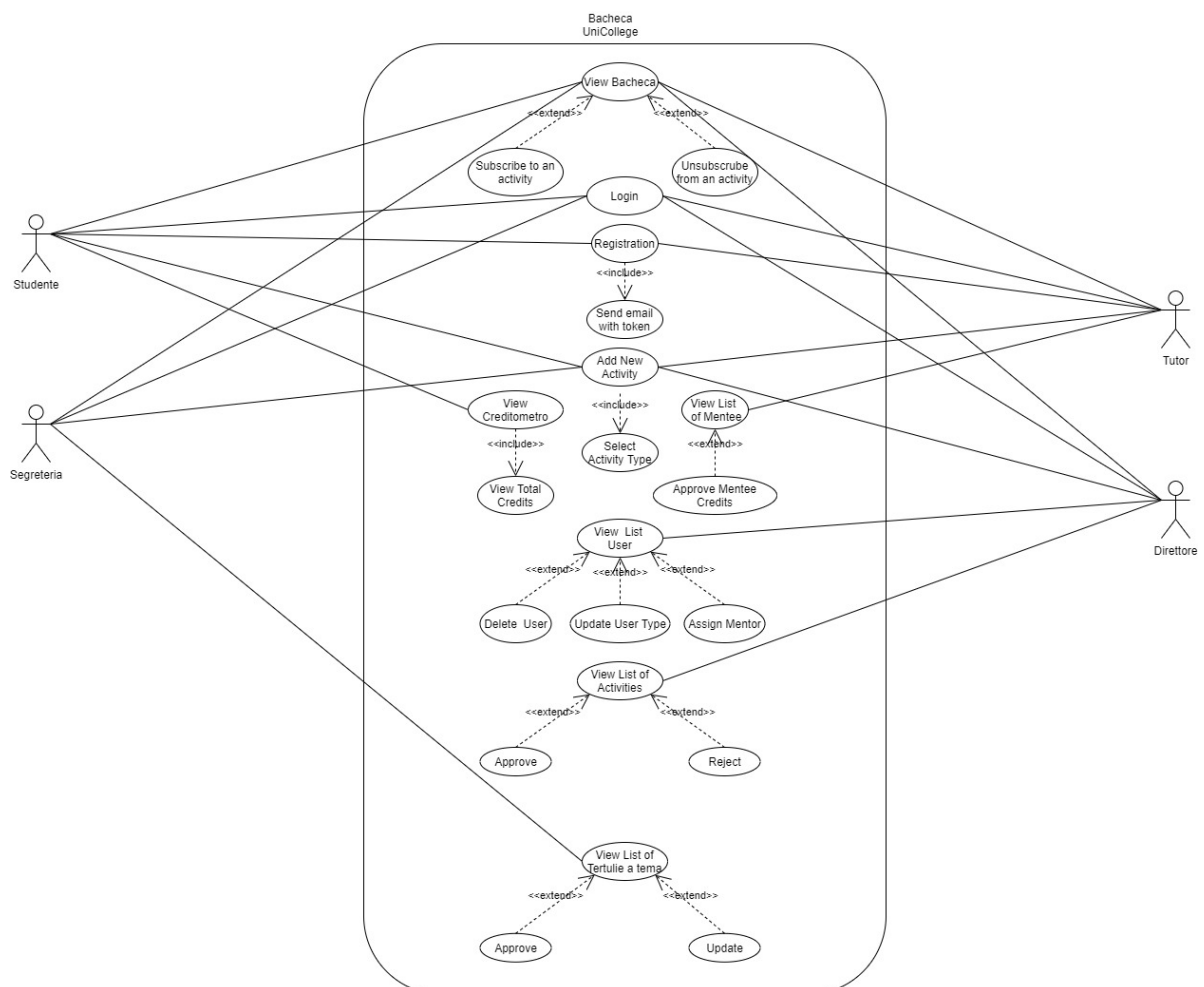 Bacheca
UniCollege
View Bacheca
<<extend>>
<<extend>>
Subscribe to an
activity
Unsubscrube
from an activity
Login
Studente
Registration
<<include>>
Send email
with token
Tutor
Add New
Activity
View
Creditometro
<<include>>
View List
of Mentee
<<include>>
<<extend>>
Select
Activity Type
Segreteria
View Total
Credits
Approve Mentee
Credits
Direttore
View List
User
<<extend>>
<<extend>>
<<extend>>
Delete User
Update User Type
Assign Mentor
View List of
Activities
<<extend>>
<<extend>>
Approve
Reject
View List of
Tertulie a tema
<<extend>>
<<extend>>
Approve
Update